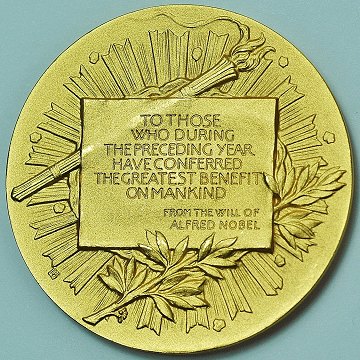 TO THOSE
WHO DURING
THE PRECEDING YEAR
HAVE CONFERRED
THE GREATEST BENEFIT
ON MANKIND
FROM THE WILL OF
ALFRED NOBEL